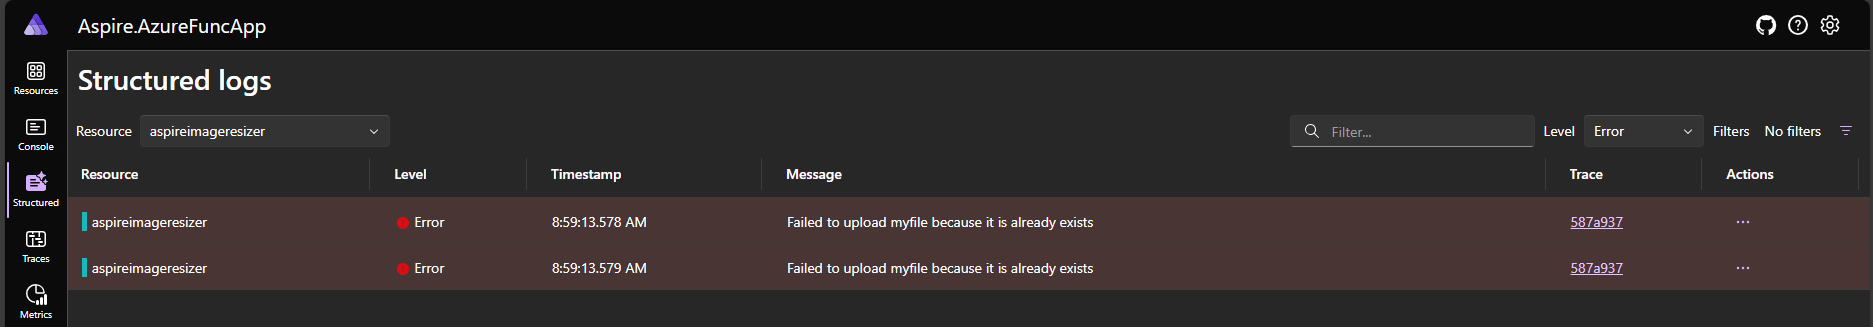 Aspire.AzureFuncApp
Resources
Console
Structured
Traces
Metrics
Structured logs
Resource aspireimageresizer Filter... Level Error Filters No filters
Resource Level Timestamp Message Trace Actions
aspireimageresizer Error 8:59:13.578 AM Failed to upload myfile because it is already exists 587a937 ...
aspireimageresizer Error 8:59:13.579 AM Failed to upload myfile because it is already exists 587a937 ...